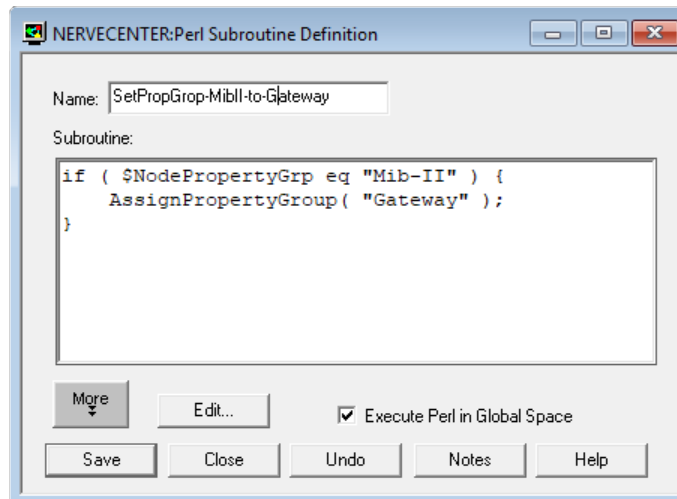 NERVECENTER:Perl Subroutine Definition
Name: SetPropGrop-MibII-to-Gateway
Subroutine:
if ( $NodePropertyGrp eq "Mib-II" ) {
    AssignPropertyGroup( "Gateway" );
}
More
Edit...
Execute Perl in Global Space
Save Close Undo Notes Help